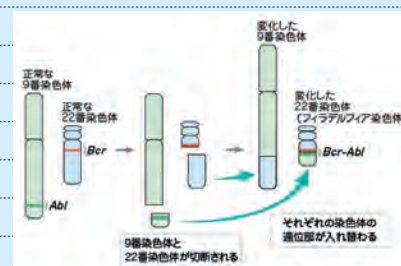 正常な
9番染色体
正常な
22番染色体
Bcr
Abl
9番染色体と
22番染色体が切断される
変化した
9番染色体
変化した
22番染色体
(フィラデルフィア染色体)
Bcr-Abl
それぞれの染色体の
遠位部が入れ替わる